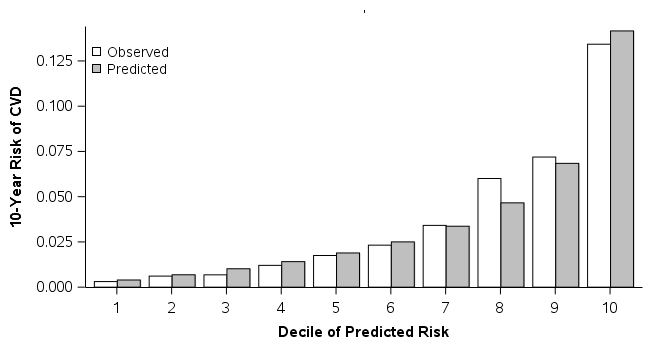 Observed
Predicted
0.125
0.100
0.075
0.050
0.025
0.000
10-Year Risk of CVD
1 2 3 4 5 6 7 8 9 10
Decile of Predicted Risk